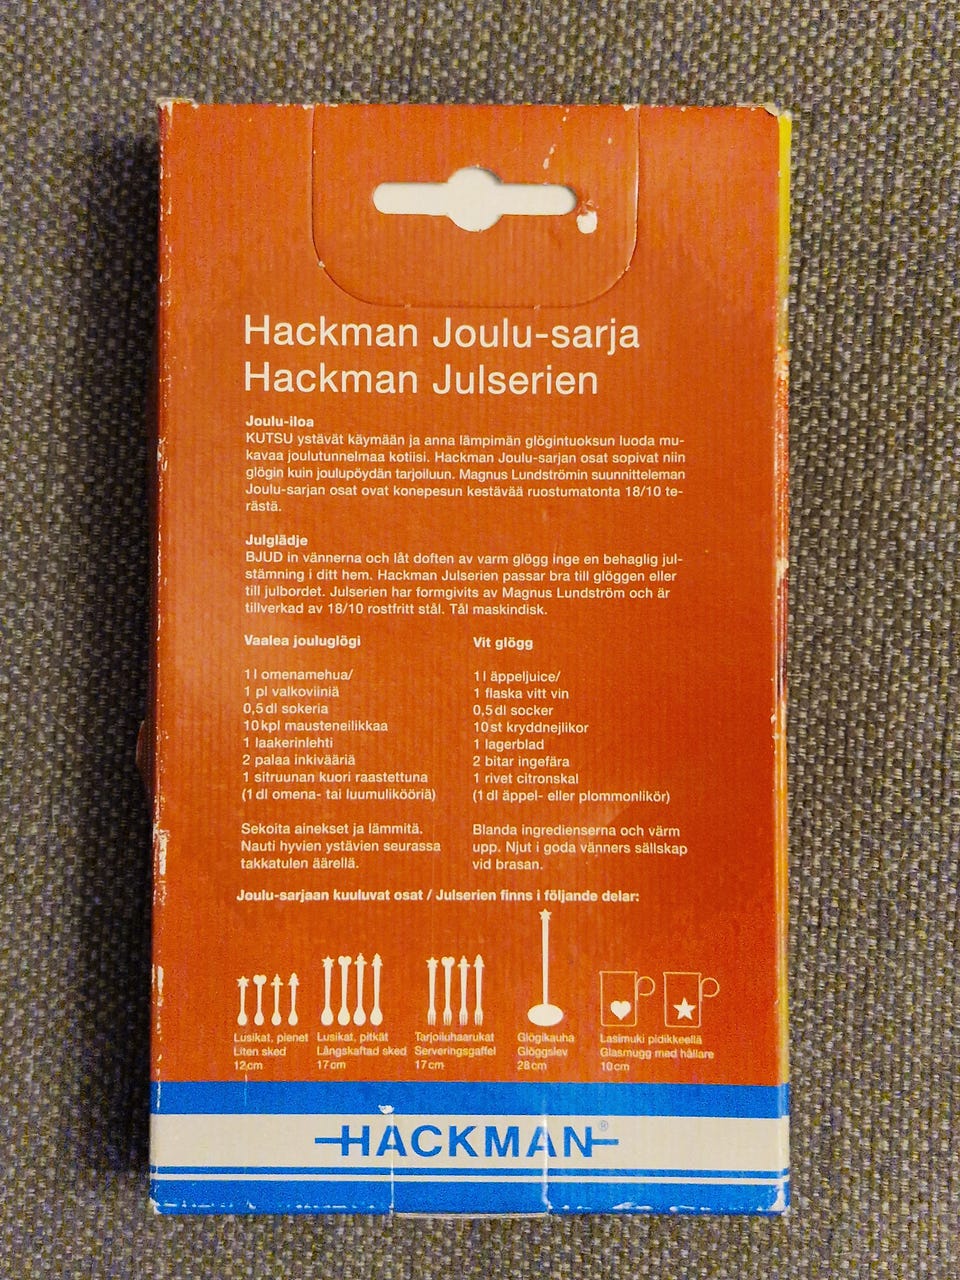 Hackman Joulu-sarja
Hackman Julserien
Joulu-iloa
KUTSU ystävät käymään ja anna lämpimän glögintuoksun luoda mu-
kavaa joulutunnelmaa kotiisi. Hackman Joulu-sarjan osat sopivat niin
glögin kuin joulupöydän tarjoiluun. Magnus Lundströmin suunnitteleman
Joulu-sarjan osat ovat konepesun kestävää ruostumatonta 18/10 te-
rästä.
Julglädje
BJUD in vännerna och låt doften av varm glögg inge en behaglig jul-
stämning i ditt hem. Hackman Julserien passar bra till glöggen eller
till julbordet. Julserien har formgivits av Magnus Lundström och är
tillverkad av 18/10 rostfritt stål. Tål maskindisk.
Vaalea jouluglögi
1 l omenamehua/
1 pl valkoviiniä
0,5 dl sokeria
10 kpl mausteneilikkaa
1 laakerinlehti
2 palaa inkivääriä
1 sitruunan kuori raastettuna
(1 dl omena- tai luumulikööriä)
Sekoita ainekset ja lämmitä.
Nauti hyvien ystävien seurassa
takkatulen äärellä.
Vit glögg
1 l äppeljuice/
1 flaska vitt vin
0,5 dl socker
10 st kryddnejlikor
1 lagerblad
2 bitar ingefära
1 rivet citronskal
(1 dl äppel- eller plommonlikör)
Blanda ingredienserna och värm
upp. Njut i goda vänners sällskap
vid brasan.
Joulu-sarjaan kuuluvat osat / Julserien finns i följande delar:
Lusikat, pienet
Liten sked
12 cm
Lusikat, pitkät
Långskaftad sked
17 cm
Tarjoiluhaarukat
Serveringsgaffel
17 cm
Glögikauha
Glöggslev
28 cm
Lasimuki pidikkeellä
Glasmugg med hållare
10 cm
HACKMAN®